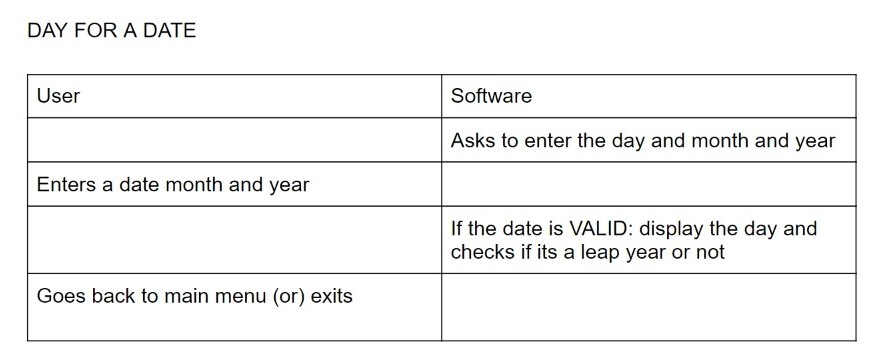 DAY FOR A DATE
User
Software
Asks to enter the day and month and year
Enters a date month and year
If the date is VALID: display the day and
checks if its a leap year or not
Goes back to main menu (or) exits